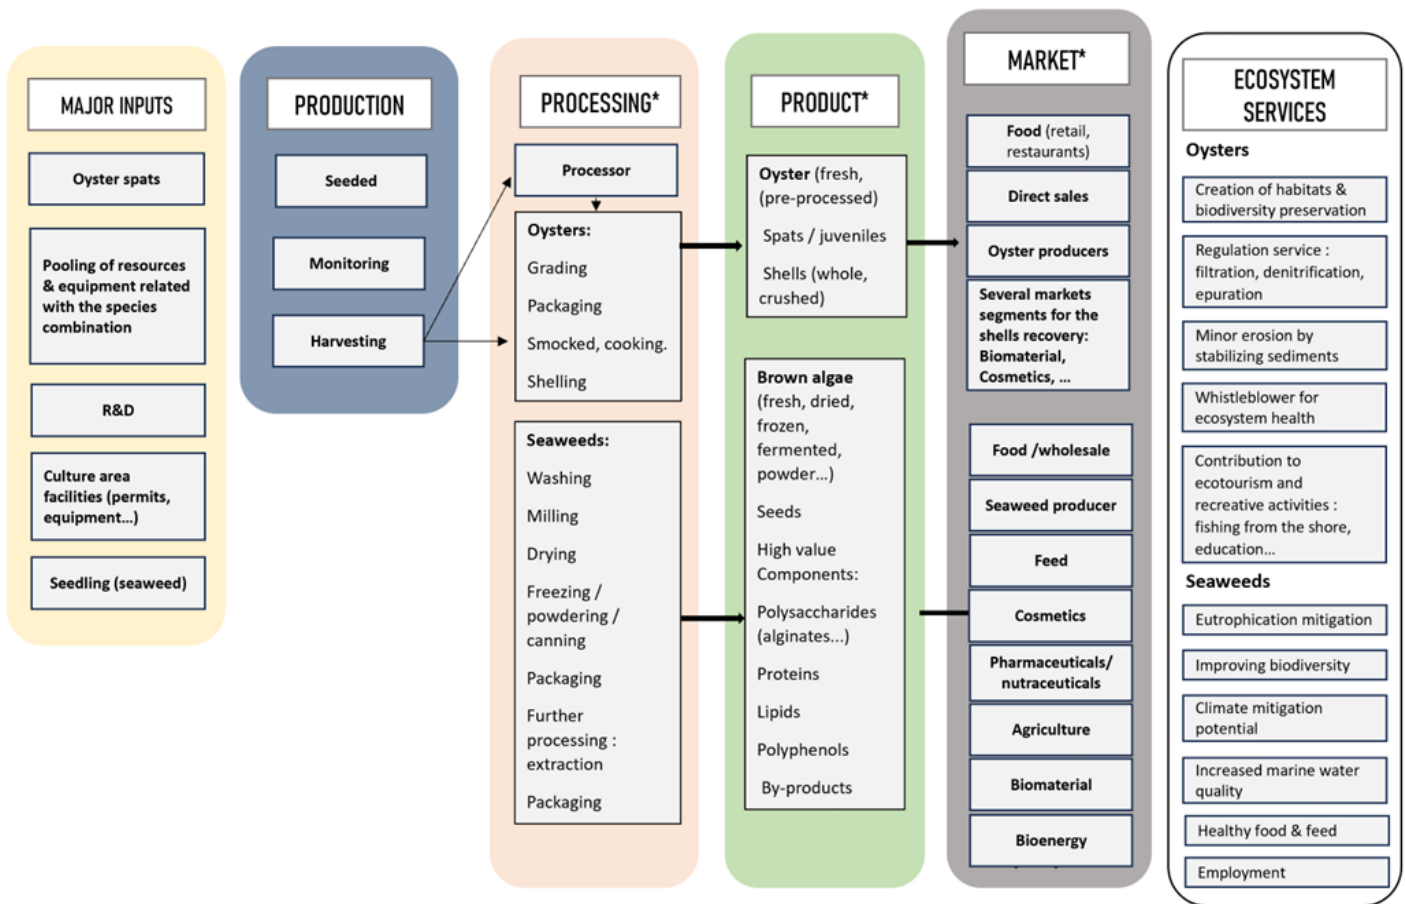 MAJOR INPUTS
Oyster spats
Pooling of resources
& equipment related
with the species
combination
R&D
Culture area
facilities (permits,
equipment...)
Seedling (seaweed)
PRODUCTION
Seeded
Monitoring
Harvesting
PROCESSING*
Processor
Oysters:
Grading
Packaging
Smocked, cooking.
Shelling
Seaweeds:
Washing
Milling
Drying
Freezing /
powdering /
canning
Packaging
Further
processing :
extraction
Packaging
PRODUCT*
Oyster (fresh,
(pre-processed)
Spats / juveniles
Shells (whole,
crushed)
Brown algae
(fresh, dried,
frozen,
fermented,
powder...)
Seeds
High value
Components:
Polysaccharides
(alginates...)
Proteins
Lipids
Polyphenols
By-products
MARKET*
Food (retail,
restaurants)
Direct sales
Oyster producers
Several markets
segments for the
shells recovery:
Biomaterial,
Cosmetics, ...
Food /wholesale
Seaweed producer
Feed
Cosmetics
Pharmaceuticals/
nutraceuticals
Agriculture
Biomaterial
Bioenergy
ECOSYSTEM
SERVICES
Oysters
Creation of habitats &
biodiversity preservation
Regulation service :
filtration, denitrification,
epuration
Minor erosion by
stabilizing sediments
Whistleblower for
ecosystem health
Contribution to
ecotourism and
recreative activities :
fishing from the shore,
education...
Seaweeds
Eutrophication mitigation
Improving biodiversity
Climate mitigation
potential
Increased marine water
quality
Healthy food & feed
Employment